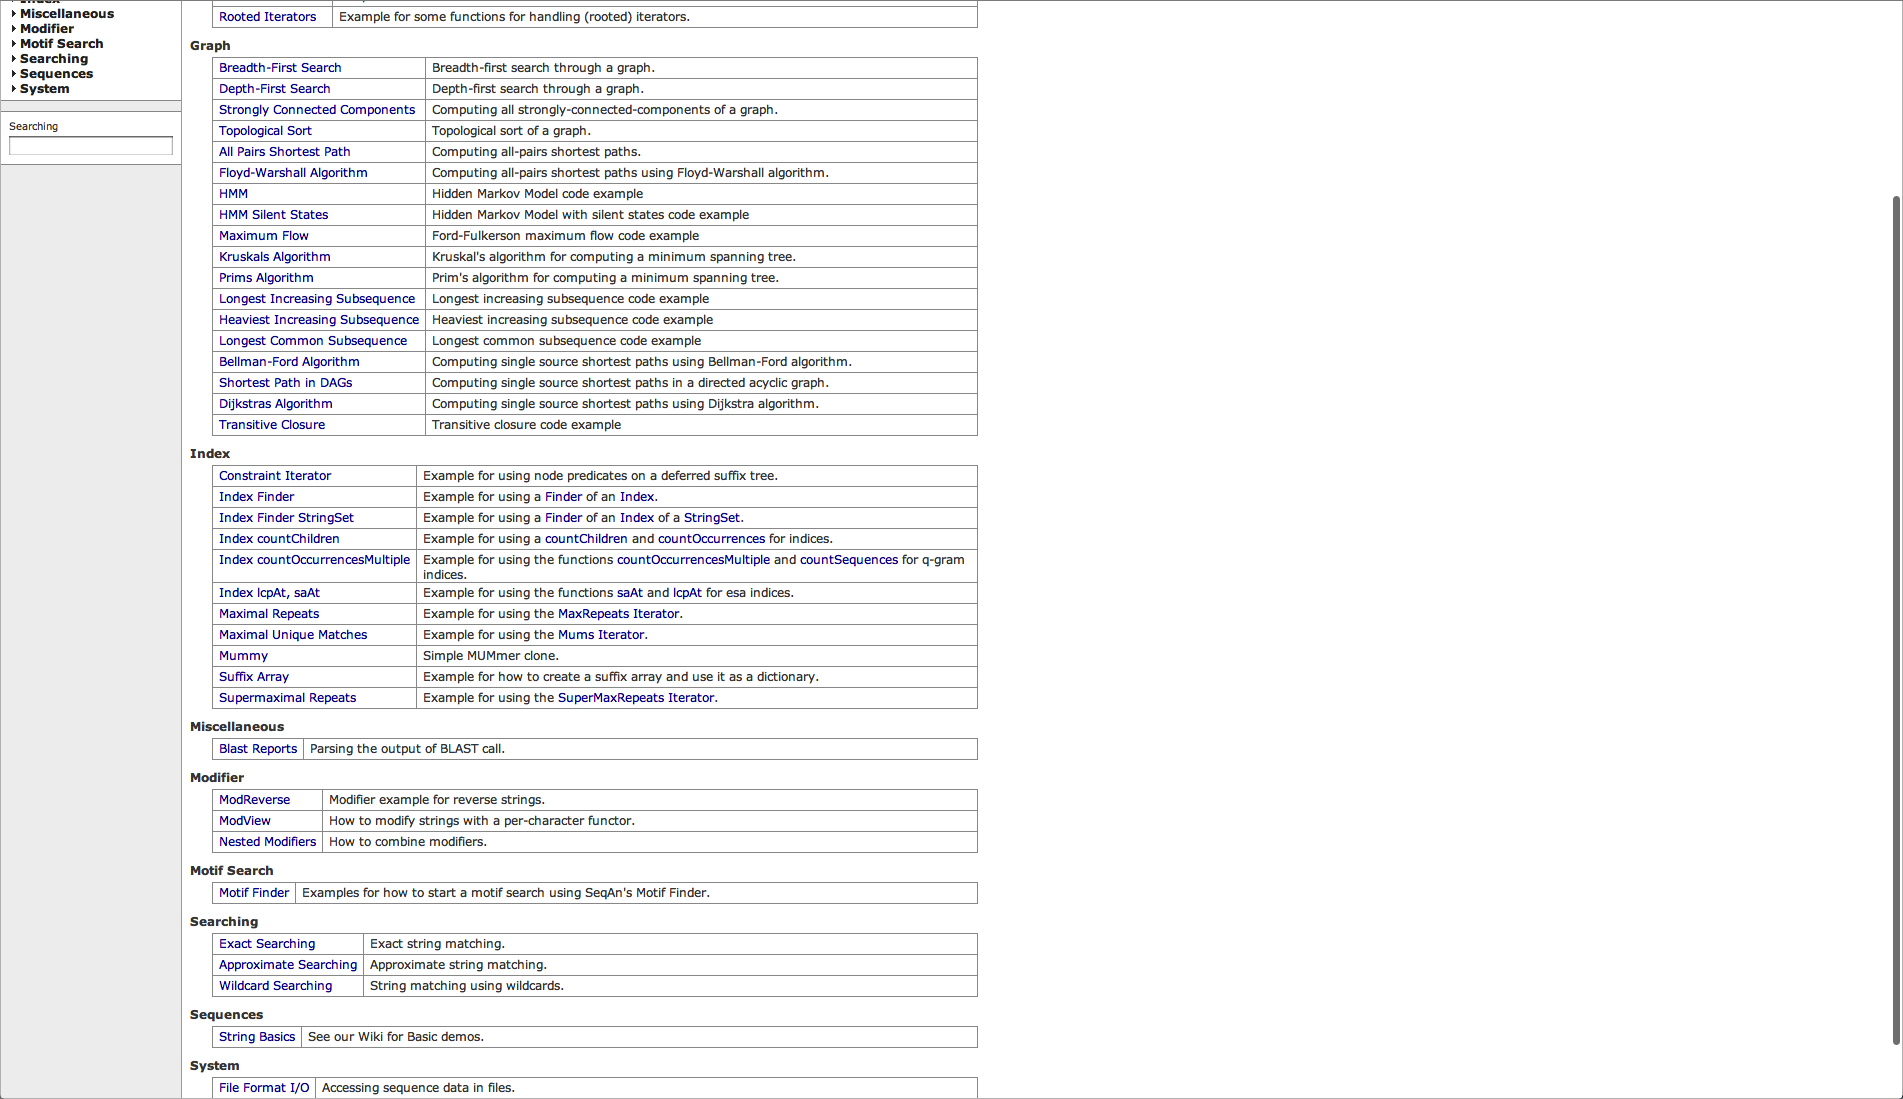 Miscellaneous
Modifier
Motif Search
Searching
Sequences
System
Searching
Rooted Iterators Example for some functions for handling (rooted) iterators.
Graph
Breadth-First Search Breadth-first search through a graph.
Depth-First Search Depth-first search through a graph.
Strongly Connected Components Computing all strongly-connected-components of a graph.
Topological Sort Topological sort of a graph.
All Pairs Shortest Path Computing all-pairs shortest paths.
Floyd-Warshall Algorithm Computing all-pairs shortest paths using Floyd-Warshall algorithm.
HMM Hidden Markov Model code example
HMM Silent States Hidden Markov Model with silent states code example
Maximum Flow Ford-Fulkerson maximum flow code example
Kruskals Algorithm Kruskal's algorithm for computing a minimum spanning tree.
Prims Algorithm Prim's algorithm for computing a minimum spanning tree.
Longest Increasing Subsequence Longest increasing subsequence code example
Heaviest Increasing Subsequence Heaviest increasing subsequence code example
Longest Common Subsequence Longest common subsequence code example
Bellman-Ford Algorithm Computing single source shortest paths using Bellman-Ford algorithm.
Shortest Path in DAGs Computing single source shortest paths in a directed acyclic graph.
Dijkstras Algorithm Computing single source shortest paths using Dijkstra algorithm.
Transitive Closure Transitive closure code example
Index
Constraint Iterator Example for using node predicates on a deferred suffix tree.
Index Finder Example for using a Finder of an Index.
Index Finder StringSet Example for using a Finder of an Index of a StringSet.
Index countChildren Example for using a countChildren and countOccurrences for indices.
Index countOccurrencesMultiple Example for using the functions countOccurrencesMultiple and countSequences for q-gram
indices.
Index lcpAt, saAt Example for using the functions saAt and lcpAt for esa indices.
Maximal Repeats Example for using the MaxRepeats Iterator.
Maximal Unique Matches Example for using the Mums Iterator.
Mummy Simple MUMmer clone.
Suffix Array Example for how to create a suffix array and use it as a dictionary.
Supermaximal Repeats Example for using the SuperMaxRepeats Iterator.
Miscellaneous
Blast Reports Parsing the output of BLAST call.
Modifier
ModReverse Modifier example for reverse strings.
ModView How to modify strings with a per-character functor.
Nested Modifiers How to combine modifiers.
Motif Search
Motif Finder Examples for how to start a motif search using SeqAn's Motif Finder.
Searching
Exact Searching Exact string matching.
Approximate Searching Approximate string matching.
Wildcard Searching String matching using wildcards.
Sequences
String Basics See our Wiki for Basic demos.
System
File Format I/O Accessing sequence data in files.